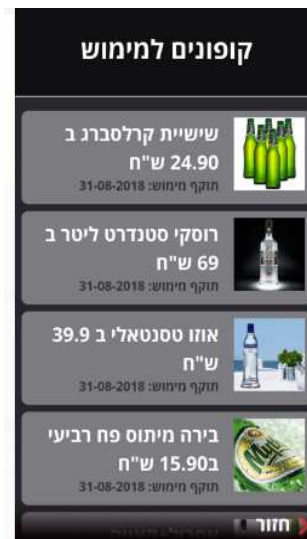 קופונים למימוש
שישיית קרלסברג ב
24.90 ש"ח
תוקף מימוש: 31-08-2018
רוסקי סטנדרט ליטר ב
69 ש"ח
תוקף מימוש: 31-08-2018
אוזו טסנטאלי ב 39.9
ש"ח
תוקף מימוש: 31-08-2018
בירה מיתוס פח רביעי
ב15.90 ש"ח
תוקף מימוש: 31-08-2018
חזור